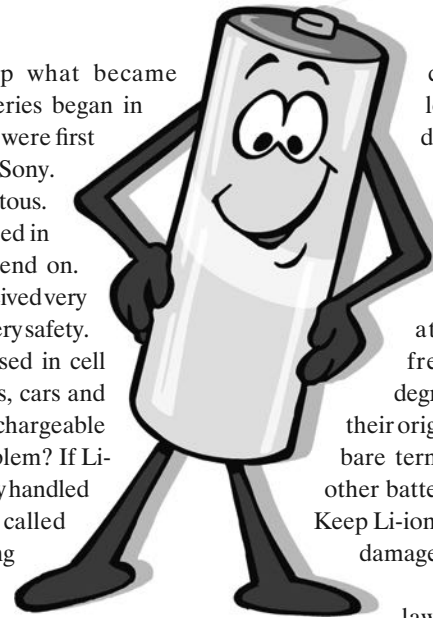 p what became
eries began in
were first
Sony.
tous.
ed in
end on.
ived very
ery safety.
sed in cell
s, cars and
chargeable
blem? If Li-
y handled
called
ng
d
at
fre
degr
their orig
bare term
other batte
Keep Li-ion
damage
law